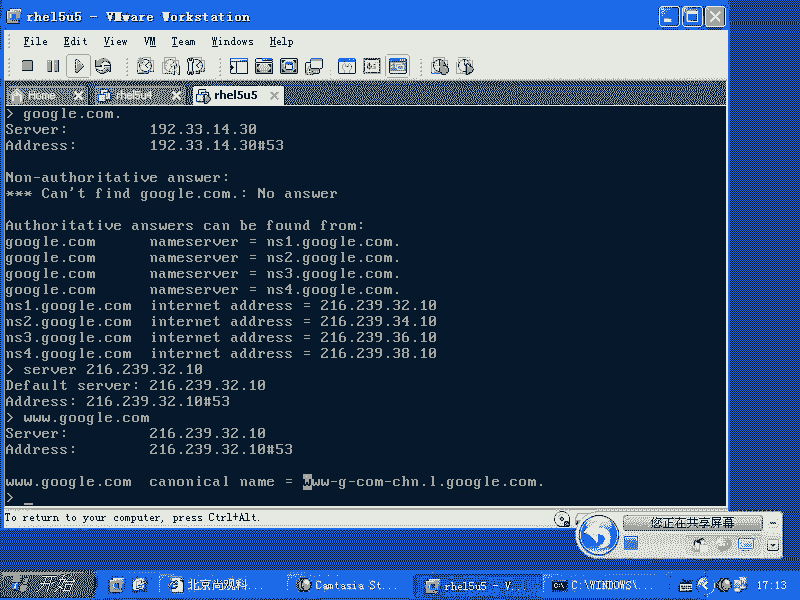 rhel5u5 - VMware Workstation
File Edit View VM Team Windows Help
Home rhel5u4 rhel5u5
> google.com.
Server: 192.33.14.30
Address: 192.33.14.30#53
Non-authoritative answer:
*** Can't find google.com.: No answer
Authoritative answers can be found from:
google.com nameserver = ns1.google.com.
google.com nameserver = ns2.google.com.
google.com nameserver = ns3.google.com.
google.com nameserver = ns4.google.com.
ns1.google.com internet address = 216.239.32.10
ns2.google.com internet address = 216.239.34.10
ns3.google.com internet address = 216.239.36.10
ns4.google.com internet address = 216.239.38.10
> server 216.239.32.10
Default server: 216.239.32.10
Address: 216.239.32.10#53
> www.google.com
Server: 216.239.32.10
Address: 216.239.32.10#53
www.google.com canonical name = www-g-com-chn.l.google.com.
> _
To return to your computer, press Ctrl+Alt.
您正在共享屏幕
开始 北京尚观科... Camtasia St... rhel5u5 - V... C:\WINDOWS\... 17:13